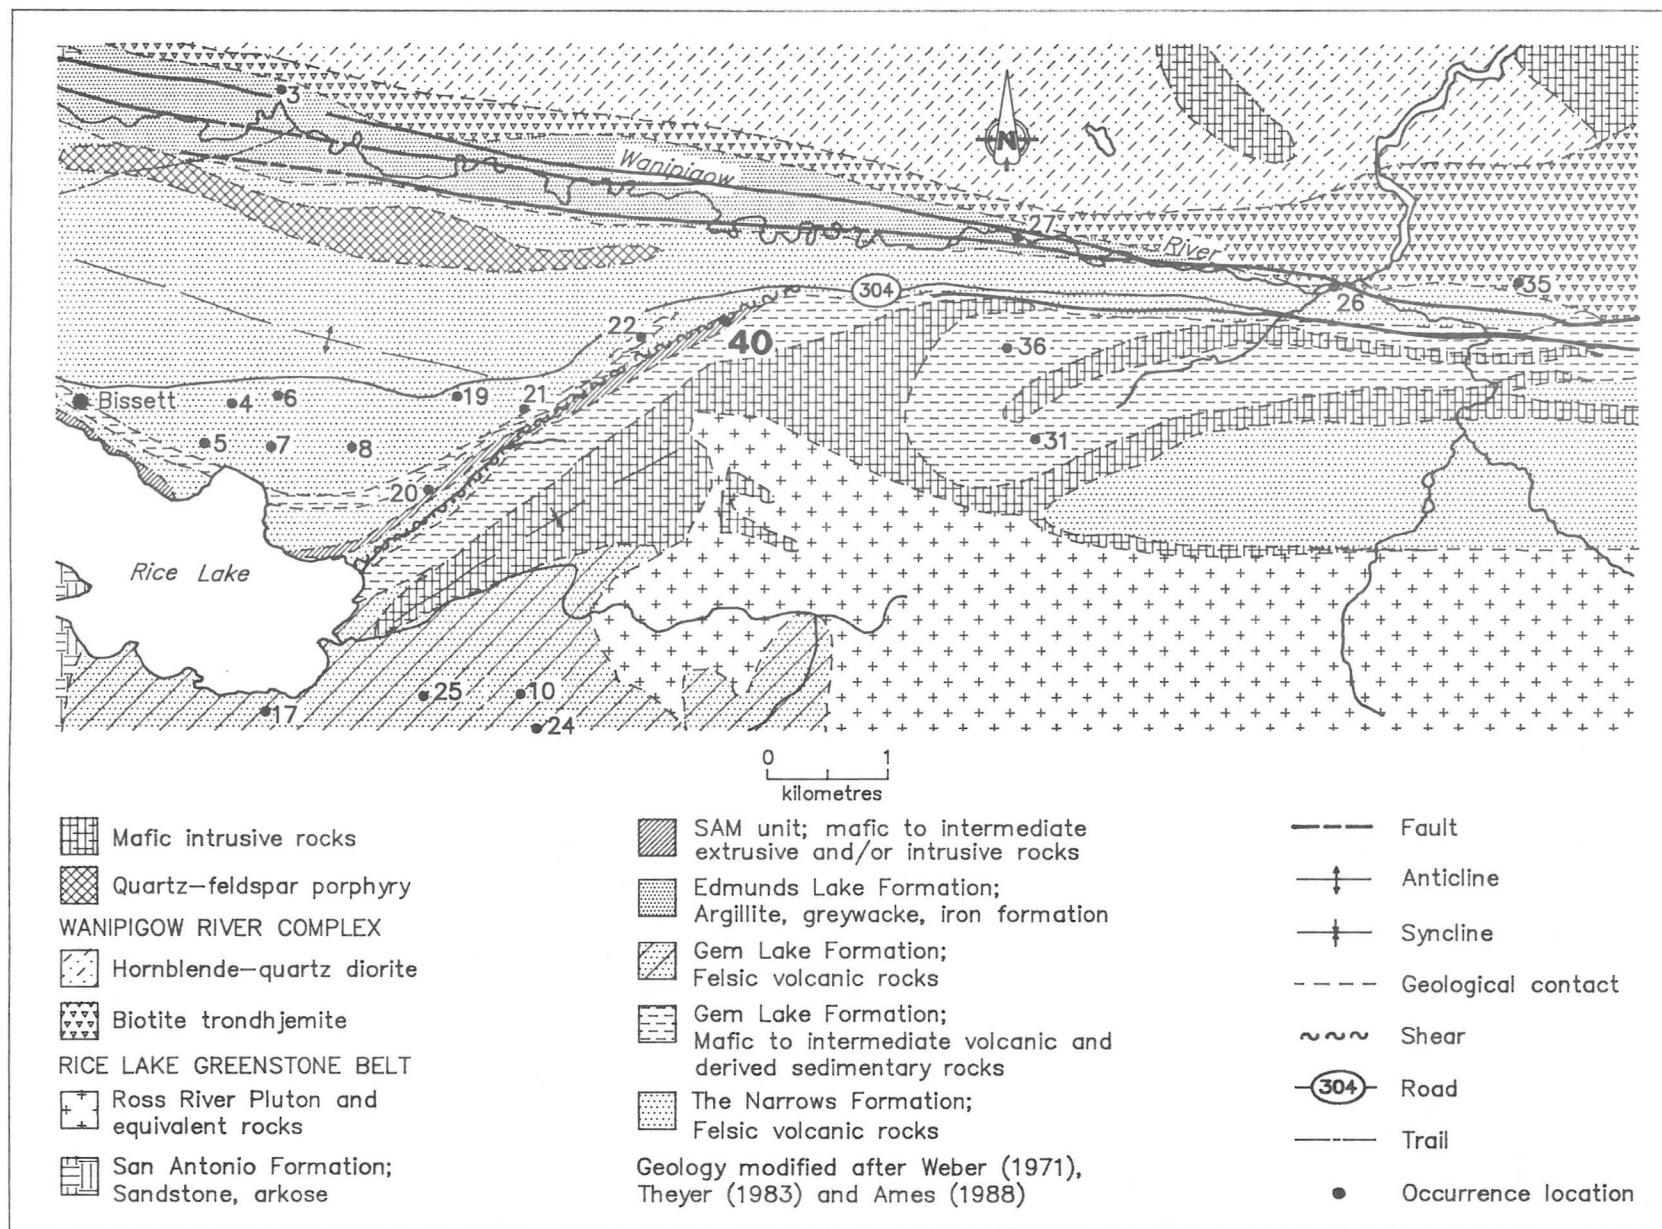 3
Wanipigow
N
27
River
304
35
26
22
40
36
Bissett
4
6
19
21
5
7
8
31
20
Rice Lake
25
10
17
24
0 1
kilometres
Mafic intrusive rocks
Quartz-feldspar porphyry
WANIPIGOW RIVER COMPLEX
Hornblende-quartz diorite
Biotite trondhjemite
RICE LAKE GREENSTONE BELT
Ross River Pluton and
equivalent rocks
San Antonio Formation;
Sandstone, arkose
SAM unit; mafic to intermediate
extrusive and/or intrusive rocks
Edmunds Lake Formation;
Argillite, greywacke, iron formation
Gem Lake Formation;
Felsic volcanic rocks
Gem Lake Formation;
Mafic to intermediate volcanic and
derived sedimentary rocks
The Narrows Formation;
Felsic volcanic rocks
Geology modified after Weber (1971),
Theyer (1983) and Ames (1988)
Fault
Anticline
Syncline
Geological contact
Shear
304 Road
Trail
Occurrence location